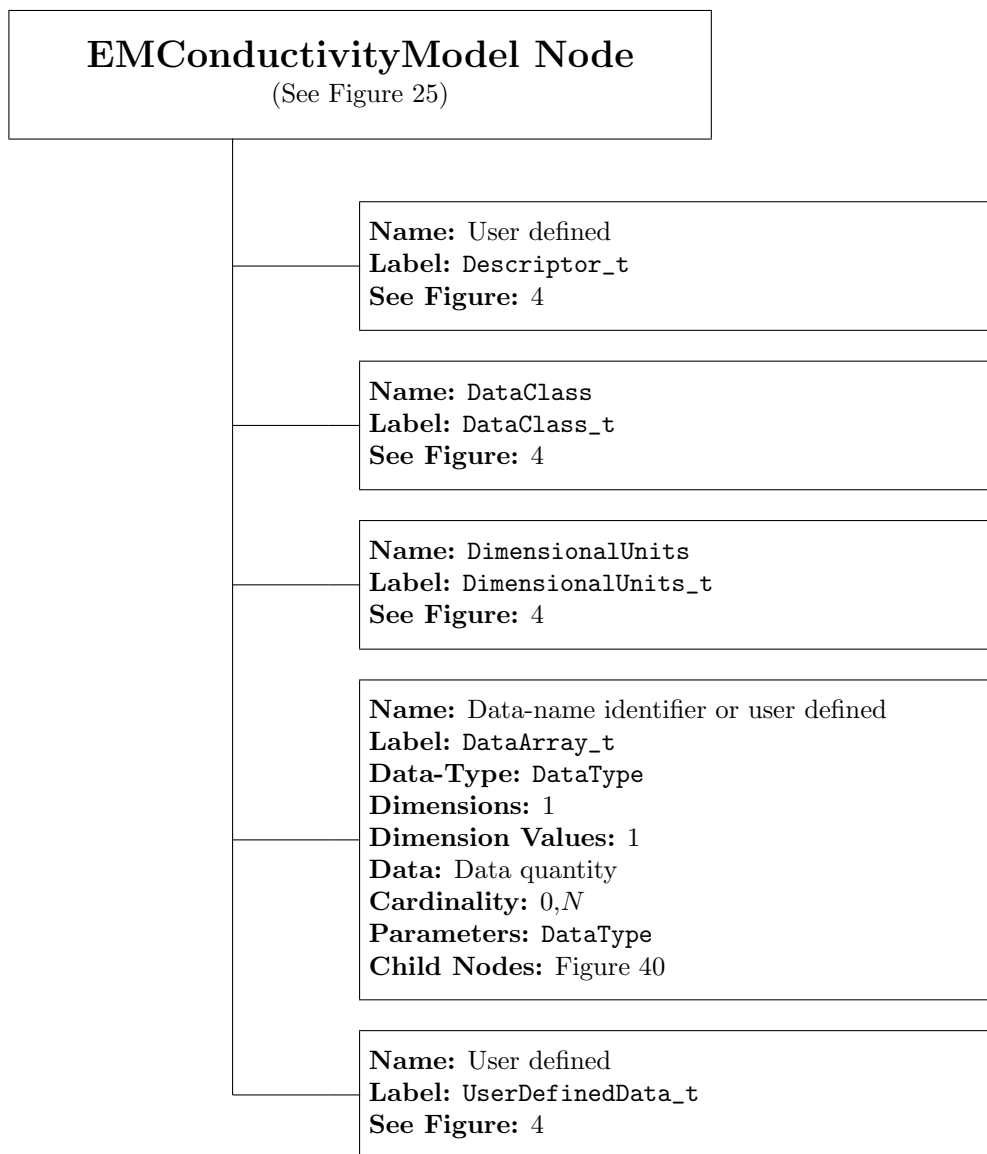 EMConductivityModel Node
(See Figure 25)
Name: User defined
Label: Descriptor_t
See Figure: 4
Name: DataClass
Label: DataClass_t
See Figure: 4
Name: DimensionalUnits
Label: DimensionalUnits_t
See Figure: 4
Name: Data-name identifier or user defined
Label: DataArray_t
Data-Type: DataType
Dimensions: 1
Dimension Values: 1
Data: Data quantity
Cardinality: 0,N
Parameters: DataType
Child Nodes: Figure 40
Name: User defined
Label: UserDefinedData_t
See Figure: 4